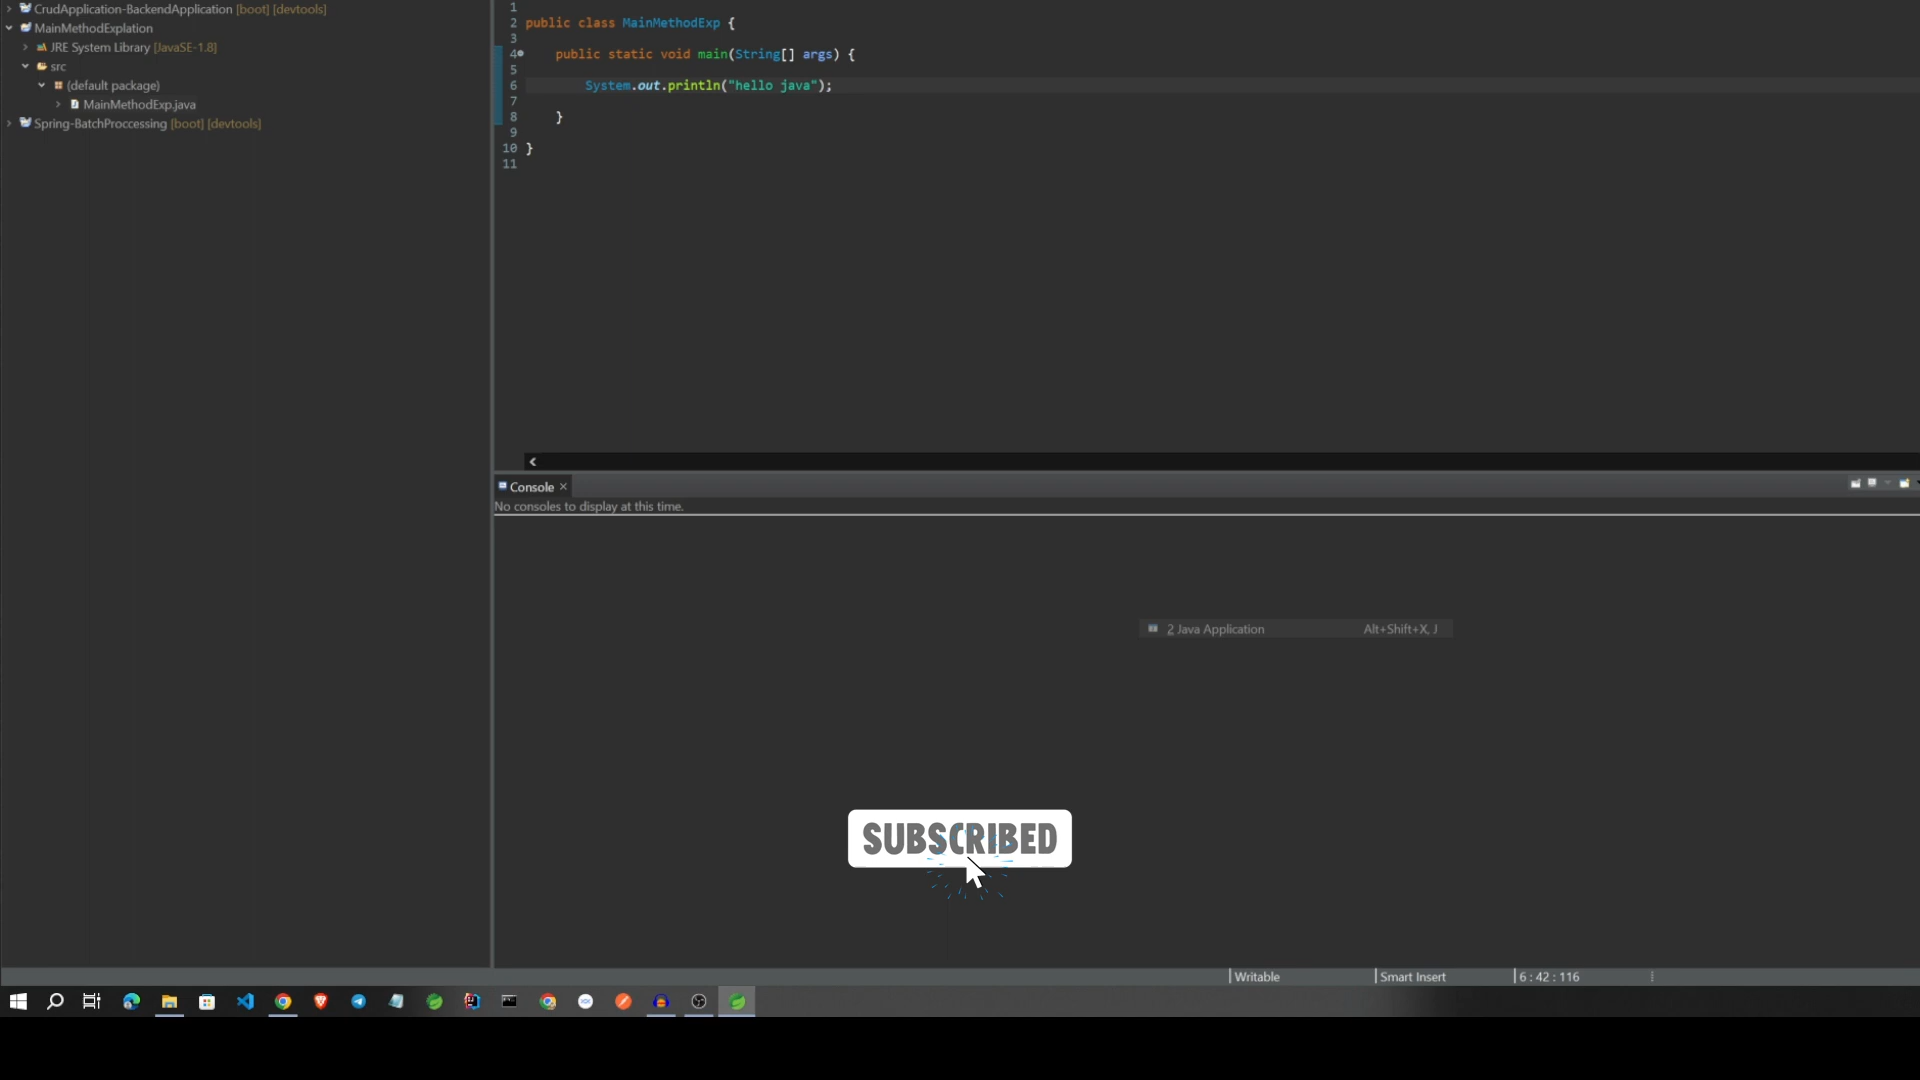 CrudApplication-BackendApplication [boot] [devtools]
MainMethodExplation
JRE System Library [JavaSE-1.8]
src
(default package)
MainMethodExp.java
Spring-BatchProccessing [boot] [devtools]
1
2 public class MainMethodExp {
3
4 public static void main(String[] args) {
5
6 System.out.println("hello java");
7
8 }
9
10 }
11
Console
No consoles to display at this time.
2 Java Application Alt+Shift+X, J
SUBSCRIBED
Writable Smart Insert 6 : 42 : 116